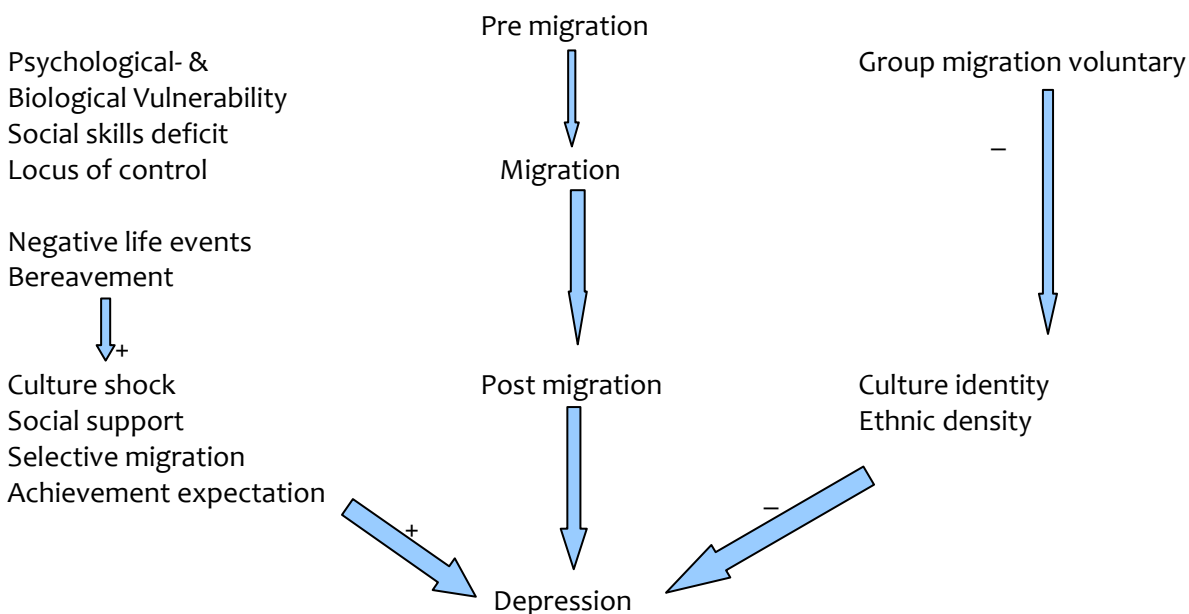 Pre migration
Psychological- &
Biological Vulnerability
Social skills deficit
Locus of control
Group migration voluntary
–
Migration
Negative life events
Bereavement
+
Culture shock
Social support
Selective migration
Achievement expectation
Post migration
Culture identity
Ethnic density
+
–
Depression